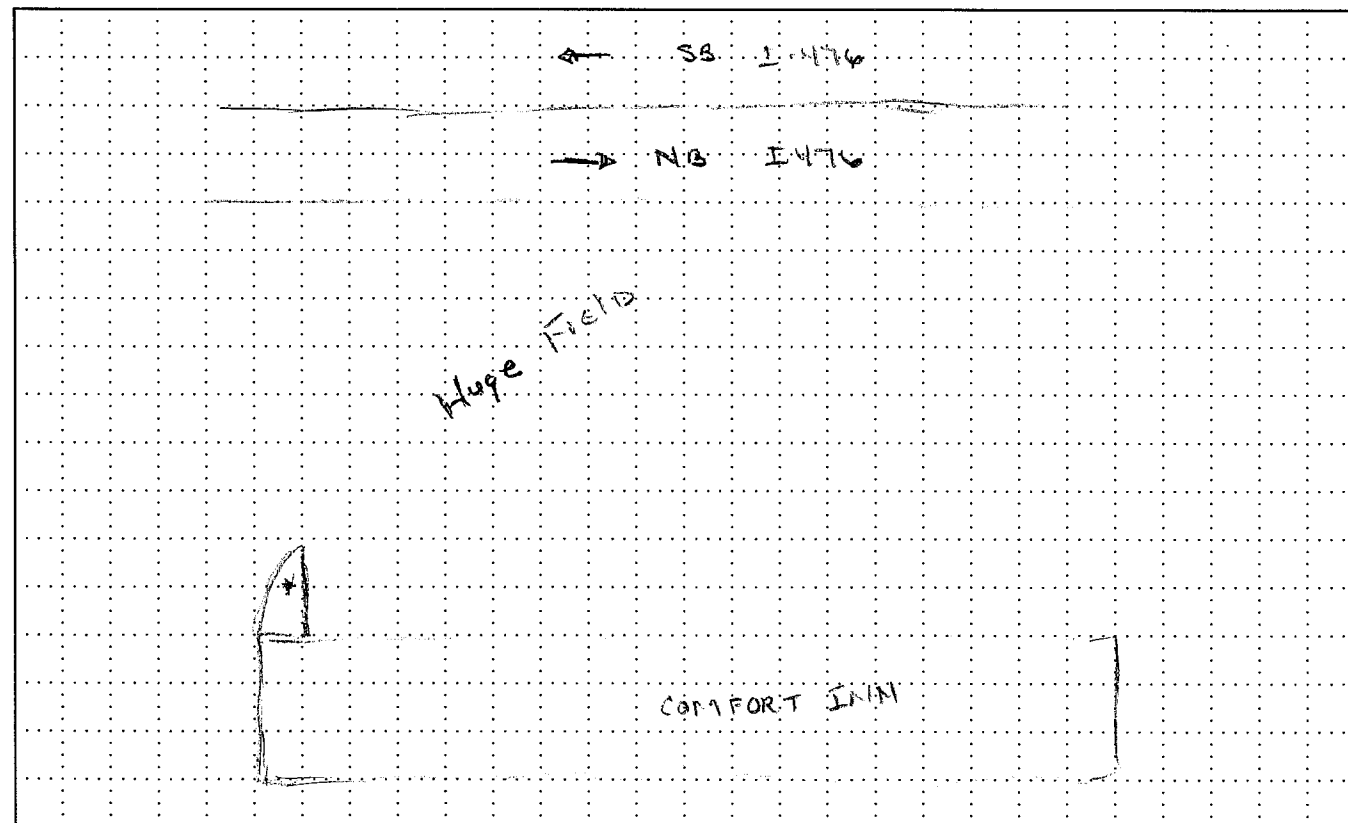 ← SB I-476
→ NB I476
Huge Field
*
COMFORT INN